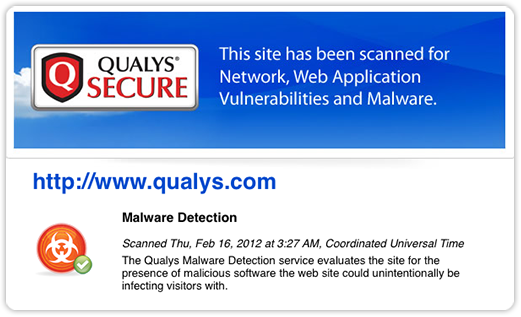 QUALYS®
SECURE
This site has been scanned for
Network, Web Application
Vulnerabilities and Malware.
http://www.qualys.com
Malware Detection
Scanned Thu, Feb 16, 2012 at 3:27 AM, Coordinated Universal Time
The Qualys Malware Detection service evaluates the site for the
presence of malicious software the web site could unintentionally be
infecting visitors with.